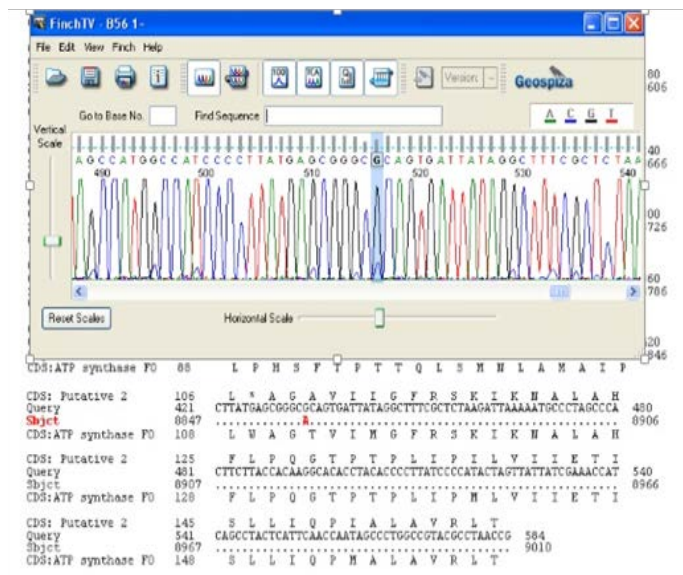 FinchTV - B56 1-
File Edit View Finch Help
80
606
Version: Geospiza
Go to Base No. Find Sequence A C G T
Vertical
Scale
40
666
AGCCATGGCCATCCCCTTATGAGCGGGCGCAGTGATTATAGGCTTTCGCTCTAA
490 500 510 520 530 540
00
726
60
786
Reset Scales Horizontal Scale
20
846
CDS:ATP synthase F0 88 L P H S F T P T T Q L S M N L A M A I P
CDS: Putative 2 106 L * A G A V I I G F R S K I K N A L A H
Query 421 CTTATGAGCGGGCGCAGTGATTATAGGCTTTCGCTCTAAGATTAAAAATGCCCTAGCCCA 480
Sbjct 8847 ..............A............................................. 8906
CDS:ATP synthase F0 108 L W A G T V I M G F R S K I K N A L A H
CDS: Putative 2 125 F L P Q G T P T P L I P I L V I I E T I
Query 481 CTTCTTACCACAAGGCACACCTACACCCCTTATCCCCATACTAGTTATTATCGAAACCAT 540
Sbjct 8907 ............................................................ 8966
CDS:ATP synthase F0 128 F L P Q G T P T P L I P M L V I I E T I
CDS: Putative 2 145 S L L I Q P I A L A V R L T
Query 541 CAGCCTACTCATTCAACCAATAGCCCTGGCCGTACGCCTAACCG 584
Sbjct 8967 ............................................ 9010
CDS:ATP synthase F0 148 S L L I Q P M A L A V R L T